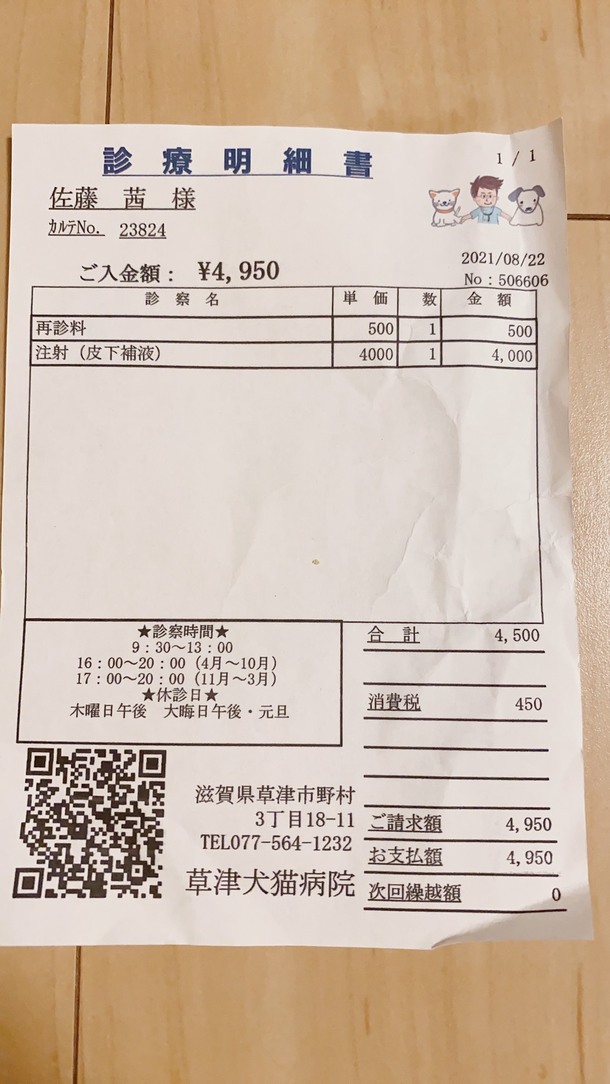 診療明細書
1 / 1
佐藤 茜 様
ｶﾙﾃNo. 23824
2021/08/22
ご入金額： ¥4,950
No：506606
診察名 単価 数 金額
再診料 500 1 500
注射（皮下補液） 4000 1 4,000
★診察時間★
9：30～13：00
16：00～20：00（4月～10月）
17：00～20：00（11月～3月）
★休診日★
木曜日午後 大晦日午後・元旦
合計 4,500
消費税 450
ご請求額 4,950
お支払額 4,950
次回繰越額 0
滋賀県草津市野村
3丁目18-11
TEL077-564-1232
草津犬猫病院